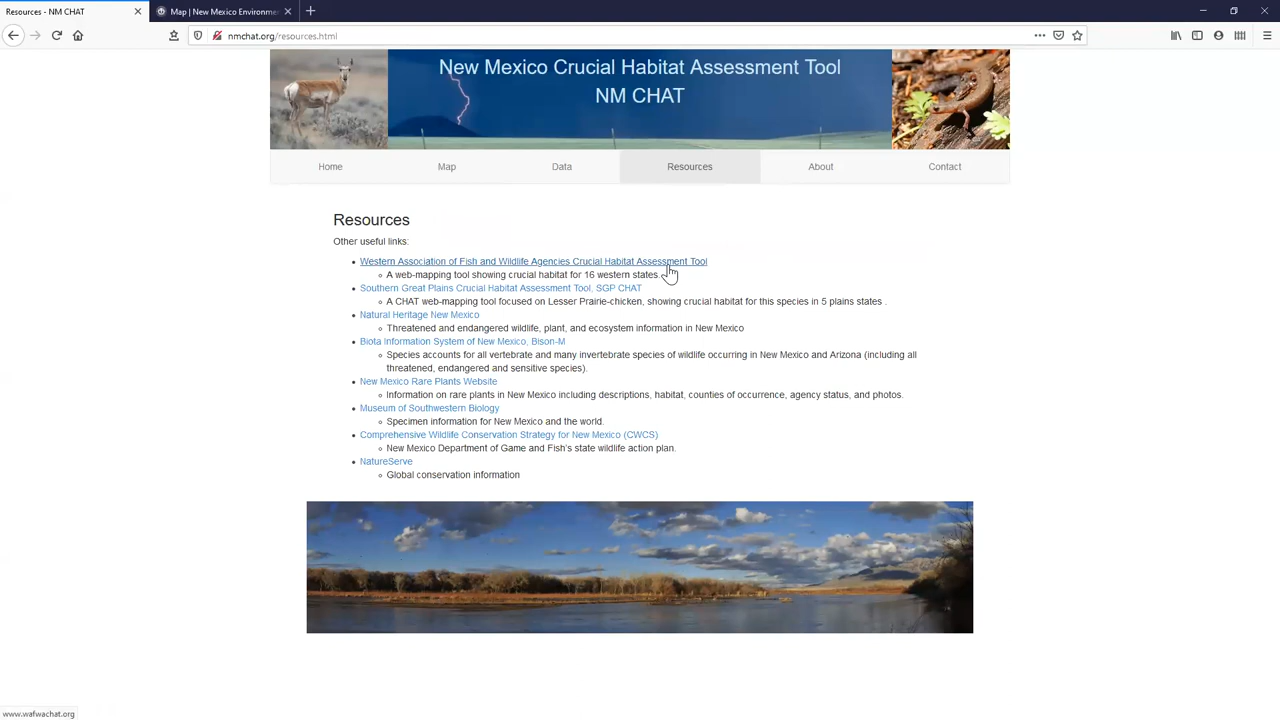 Resources - NM CHAT
Map | New Mexico Environme
nmchat.org/resources.html
New Mexico Crucial Habitat Assessment Tool
NM CHAT
Home Map Data Resources About Contact
Resources
Other useful links:
Western Association of Fish and Wildlife Agencies Crucial Habitat Assessment Tool
A web-mapping tool showing crucial habitat for 16 western states.
Southern Great Plains Crucial Habitat Assessment Tool, SGP CHAT
A CHAT web-mapping tool focused on Lesser Prairie-chicken, showing crucial habitat for this species in 5 plains states .
Natural Heritage New Mexico
Threatened and endangered wildlife, plant, and ecosystem information in New Mexico
Biota Information System of New Mexico, Bison-M
Species accounts for all vertebrate and many invertebrate species of wildlife occurring in New Mexico and Arizona (including all
threatened, endangered and sensitive species).
New Mexico Rare Plants Website
Information on rare plants in New Mexico including descriptions, habitat, counties of occurrence, agency status, and photos.
Museum of Southwestern Biology
Specimen information for New Mexico and the world.
Comprehensive Wildlife Conservation Strategy for New Mexico (CWCS)
New Mexico Department of Game and Fish's state wildlife action plan.
NatureServe
Global conservation information
www.wafwachat.org